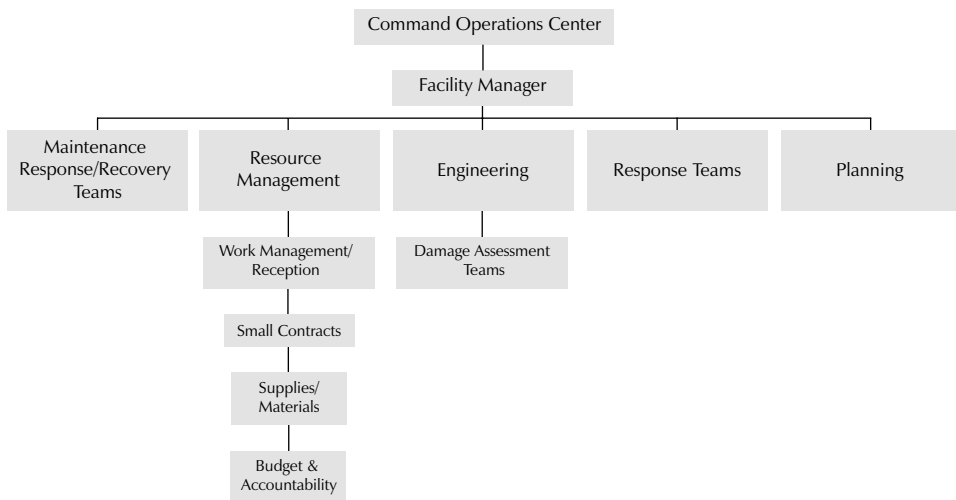 Command Operations Center
Facility Manager
Maintenance
Response/Recovery
Teams
Resource
Management
Engineering
Response Teams
Planning
Work Management/
Reception
Damage Assessment
Teams
Small Contracts
Supplies/
Materials
Budget &
Accountability